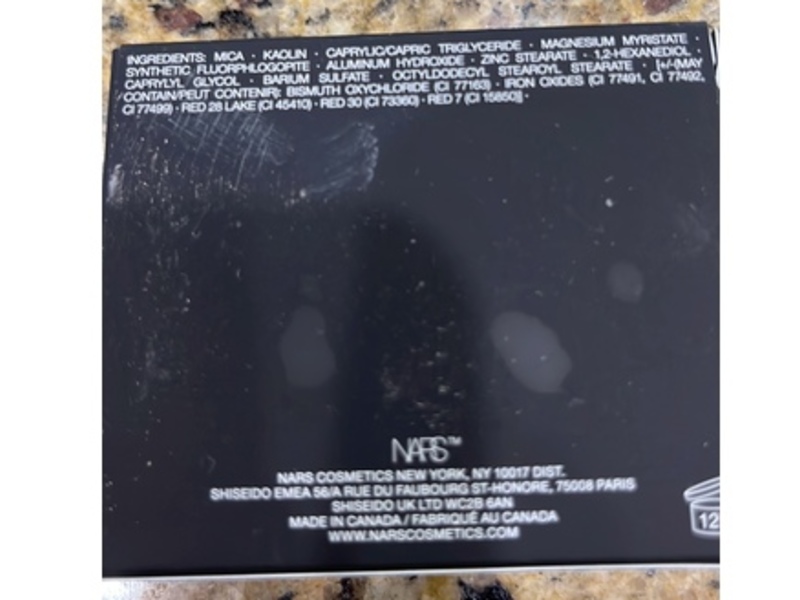 INGREDIENTS: MICA · KAOLIN · CAPRYLIC/CAPRIC TRIGLYCERIDE · MAGNESIUM MYRISTATE ·
SYNTHETIC FLUORPHLOGOPITE · ALUMINUM HYDROXIDE · ZINC STEARATE · 1,2-HEXANEDIOL ·
CAPRYLYL GLYCOL · BARIUM SULFATE · OCTYLDODECYL STEAROYL STEARATE · [+/-(MAY
CONTAIN/PEUT CONTENIR): BISMUTH OXYCHLORIDE (CI 77163) · IRON OXIDES (CI 77491, CI 77492,
CI 77499) · RED 28 LAKE (CI 45410) · RED 30 (CI 73360) · RED 7 (CI 15850)] ·
NARS™
NARS COSMETICS NEW YORK, NY 10017 DIST.
SHISEIDO EMEA 56/A RUE DU FAUBOURG ST-HONORE, 75008 PARIS
SHISEIDO UK LTD WC2B 6AN
MADE IN CANADA / FABRIQUÉ AU CANADA
WWW.NARSCOSMETICS.COM
12